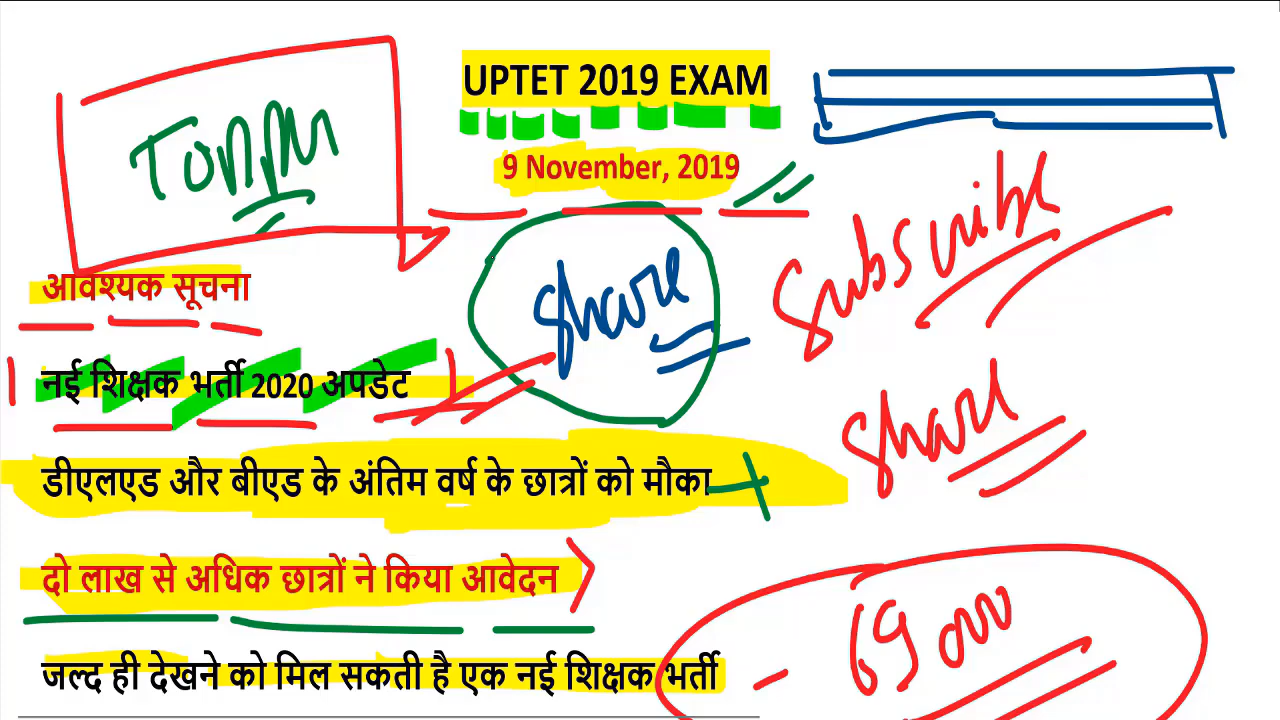 UPTET 2019 EXAM
9 November, 2019
Subscribe
share
आवश्यक सूचना
नई शिक्षक भर्ती 2020 अपडेट
share
डीएलएड और बीएड के अंतिम वर्ष के छात्रों को मौका
दो लाख से अधिक छात्रों ने किया आवेदन
69000
जल्द ही देखने को मिल सकती है एक नई शिक्षक भर्ती